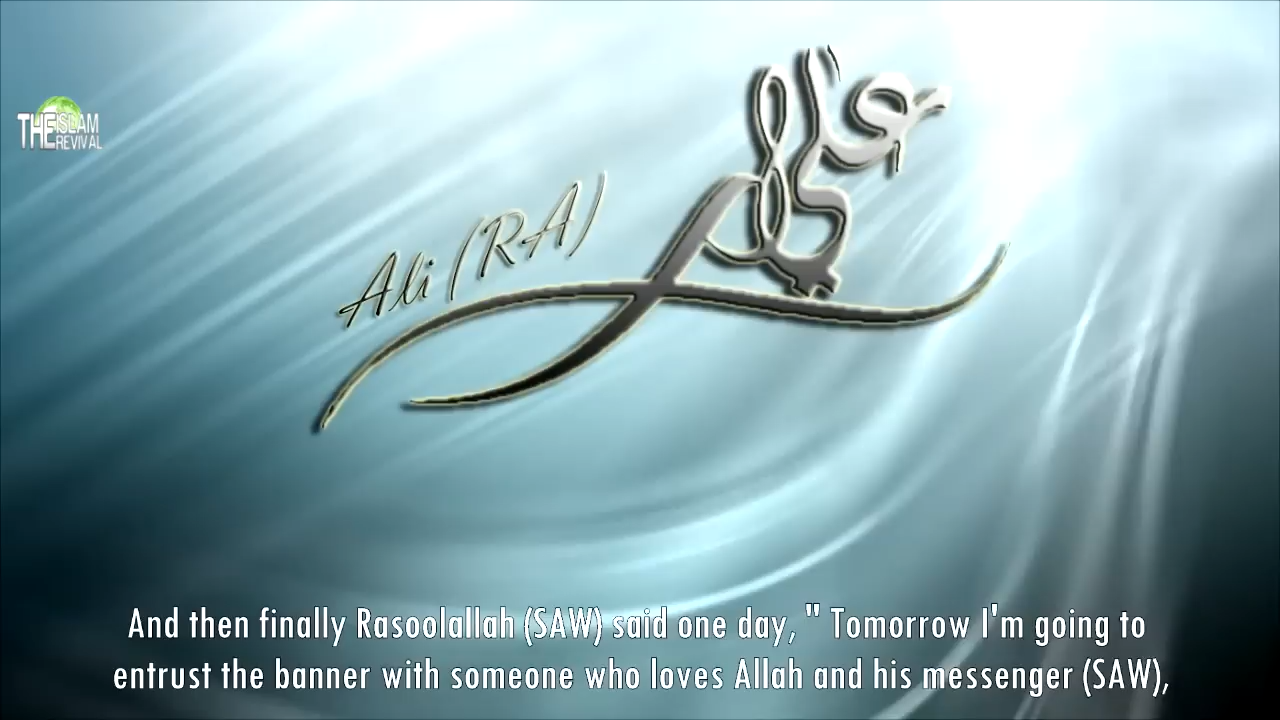 THE ISLAM
REVIVAL
علي
Ali (RA)
And then finally Rasoolallah (SAW) said one day, " Tomorrow I'm going to
entrust the banner with someone who loves Allah and his messenger (SAW),